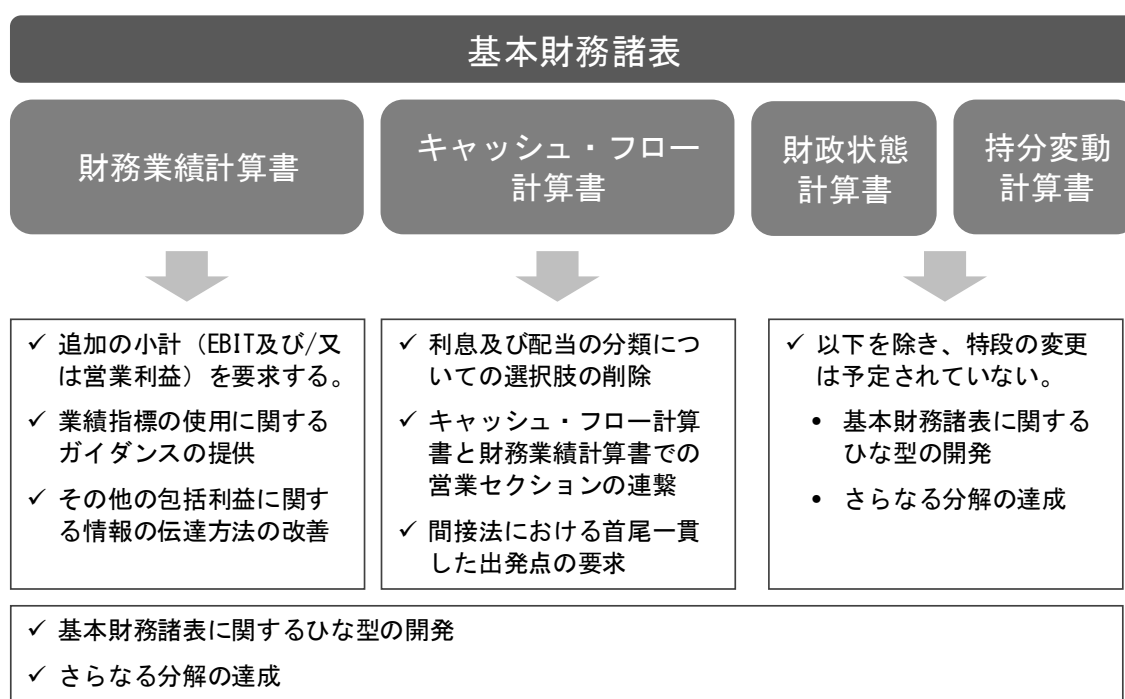 基本財務諸表
財務業績計算書
キャッシュ・フロー
計算書
財政状態
計算書
持分変動
計算書
✓ 追加の小計（EBIT及び/又
は営業利益）を要求する。
✓ 業績指標の使用に関する
ガイダンスの提供
✓ その他の包括利益に関す
る情報の伝達方法の改善
✓ 利息及び配当の分類につ
いての選択肢の削除
✓ キャッシュ・フロー計算
書と財務業績計算書での
営業セクションの連繫
✓ 間接法における首尾一貫
した出発点の要求
✓ 以下を除き、特段の変更
は予定されていない。
• 基本財務諸表に関する
ひな型の開発
• さらなる分解の達成
✓ 基本財務諸表に関するひな型の開発
✓ さらなる分解の達成